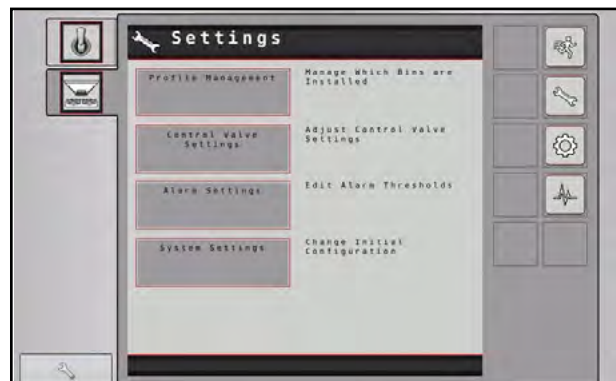 Settings
Profile Management
Manage Which Bins are
Installed
Control Valve
Settings
Adjust Control Valve
Settings
Alarm Settings
Edit Alarm Thresholds
System Settings
Change Initial
Configuration